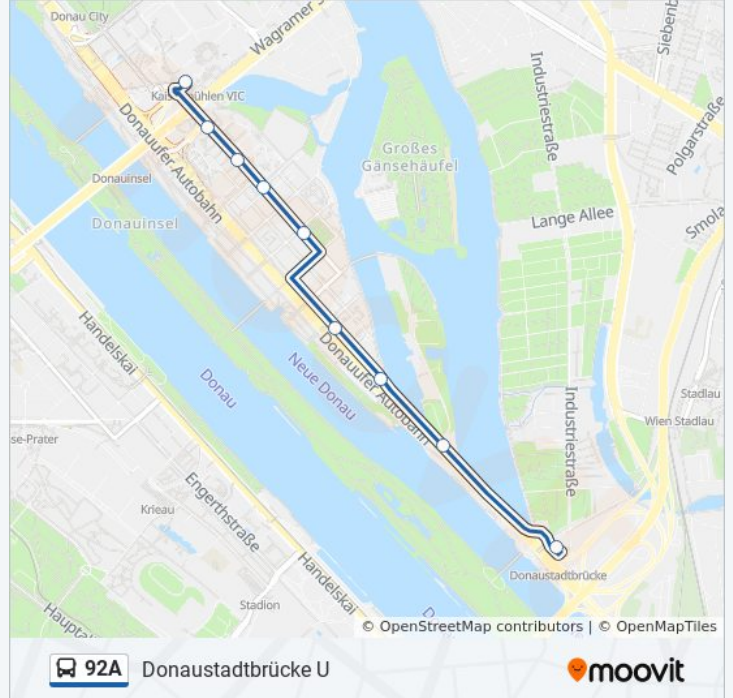 Donau City
Wagramer S
Siebenb
Kaisermühlen VIC
Industriestraße
Polgarstraße
Großes
Gänsehäufel
Donauufer Autobahn
Donauinsel
Donauinsel
Lange Allee
Smola
Handelskai
Donauufer Autobahn
Neue Donau
Donau
Industriestraße
Stadlau
Wien Stadlau
se-Prater
Engerthstraße
Krieau
Handelskai
Donaustadtbrücke
Stadion
Hauptal
D
© OpenStreetMap contributors | © OpenMapTiles
92A Donaustadtbrücke U
moovit